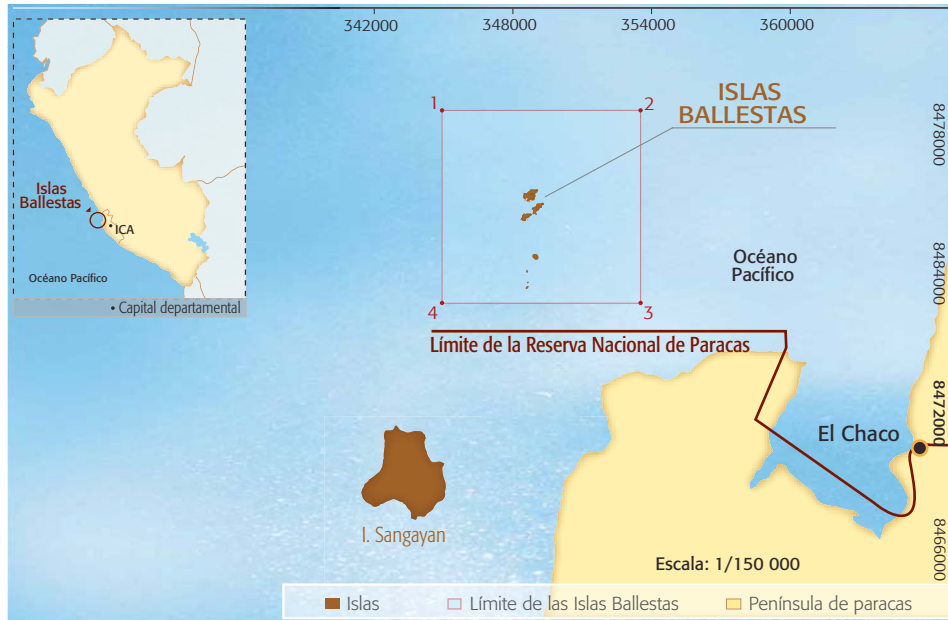 342000 348000 354000 360000
Islas
Ballestas
ICA
Océano Pacífico
• Capital departamental
1
2
ISLAS
BALLESTAS
8478000
Océano
Pacífico
8484000
4
3
Límite de la Reserva Nacional de Paracas
8472000
El Chaco
I. Sangayan
8466000
Escala: 1/150 000
Islas
Límite de las Islas Ballestas
Península de paracas